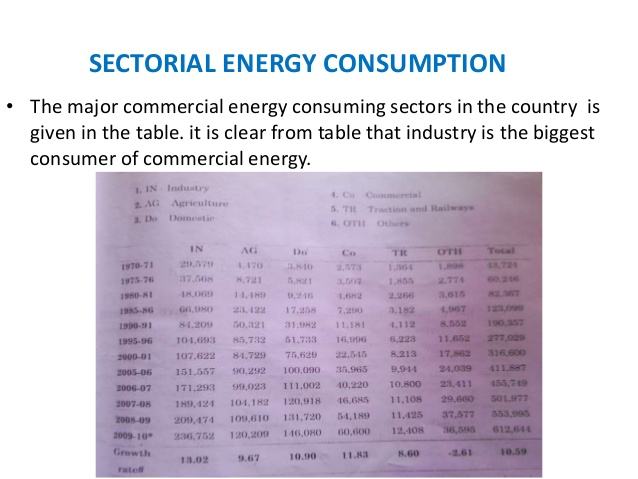 SECTORIAL ENERGY CONSUMPTION
• The major commercial energy consuming sectors in the country is
given in the table. it is clear from table that industry is the biggest
consumer of commercial energy.
1. IN Industry
2. AG Agriculture
3. Do Domestic
4. Co Commercial
5. TR Traction and Railways
6. OTH Others
IN AG Do Co TR OTH Total
1970-71 29,579 4,470 3,840 2,573 1,364 1,898 43,724
1975-76 37,568 8,721 5,821 3,507 1,855 2,774 60,246
1980-81 48,069 14,489 9,246 4,682 2,266 3,615 82,367
1985-86 66,980 23,422 17,258 7,290 3,182 4,967 123,099
1990-91 84,209 50,321 31,982 11,181 4,112 8,552 190,357
1995-96 104,693 85,732 51,733 16,996 6,223 11,652 277,029
2000-01 107,622 84,729 75,629 22,545 8,213 17,862 316,600
2005-06 151,557 90,292 100,090 35,965 9,944 24,039 411,887
2006-07 171,293 99,023 111,002 40,220 10,800 23,411 455,749
2007-08 189,424 104,182 120,918 46,685 11,108 29,660 501,977
2008-09 209,474 109,610 131,720 54,189 11,425 37,577 553,995
2009-10* 236,752 120,209 146,080 60,600 12,408 36,595 612,644
Growth
rate# 13.02 9.67 10.90 11.83 8.60 -2.61 10.59